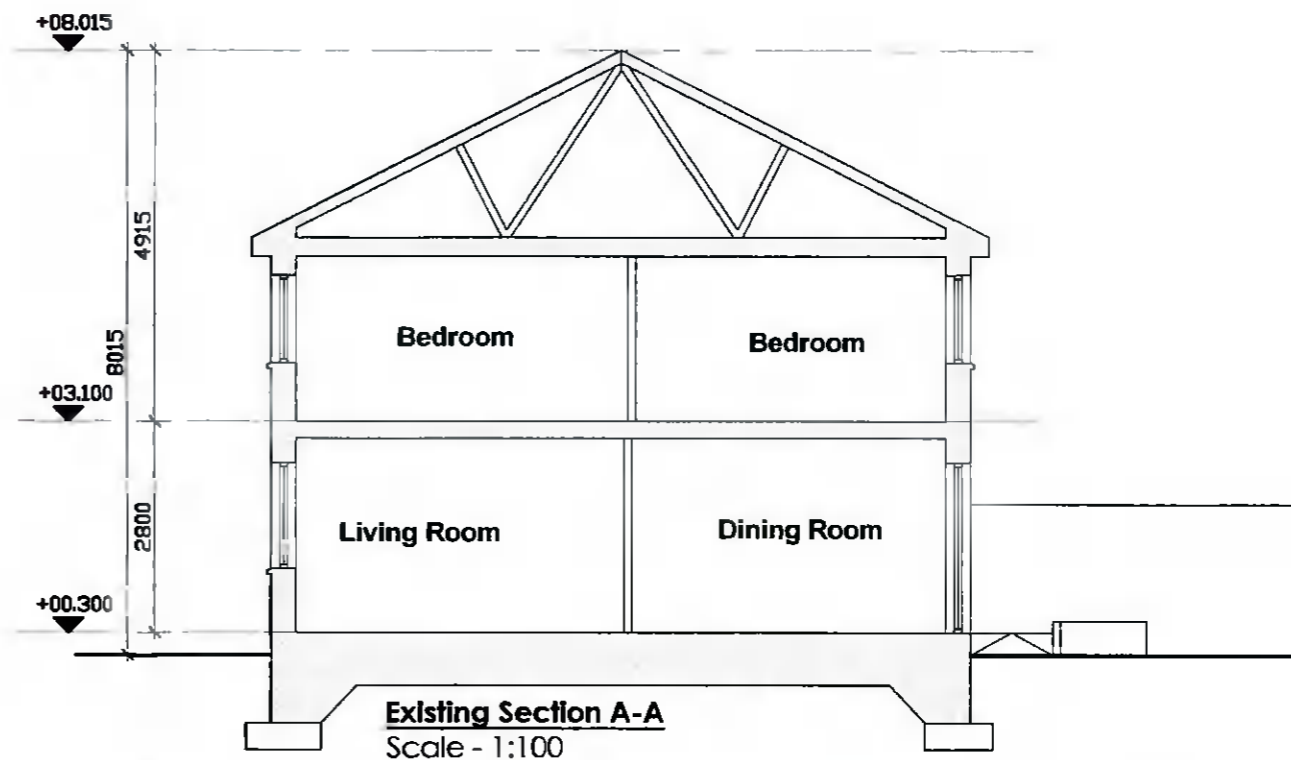 +08.015
4915
8015
Bedroom
Bedroom
+03.100
2800
Living Room
Dining Room
+00.300
Existing Section A-A
Scale - 1:100